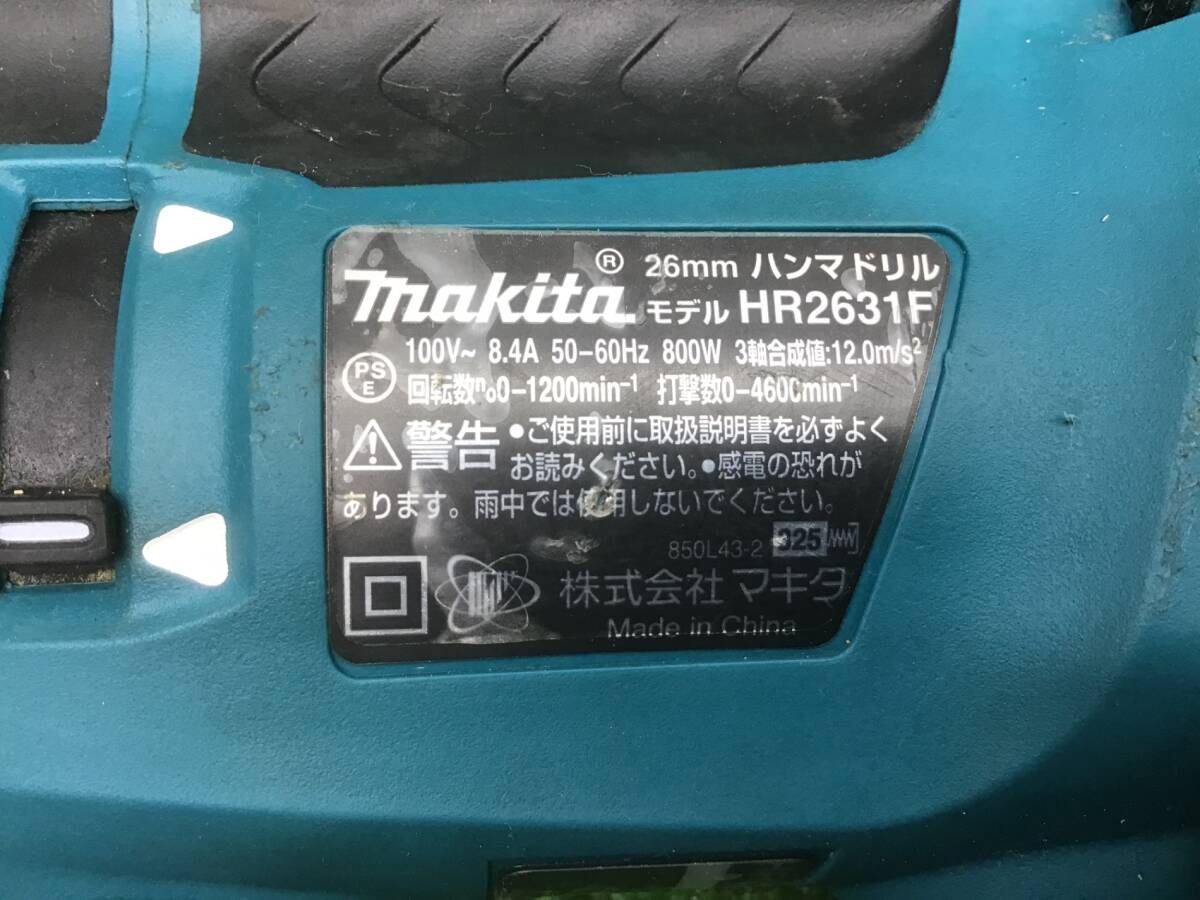 makita® 26mm ハンマドリル
モデル HR2631F
PS E 100V~ 8.4A 50-60Hz 800W 3軸合成値:12.0m/s²
回転数n₀0-1200min⁻¹ 打撃数0-4600min⁻¹
警告 •ご使用前に取扱説明書を必ずよく
お読みください。•感電の恐れが
あります。雨中では使用しないでください。
850L43-2 925
株式会社 マキタ
Made in China